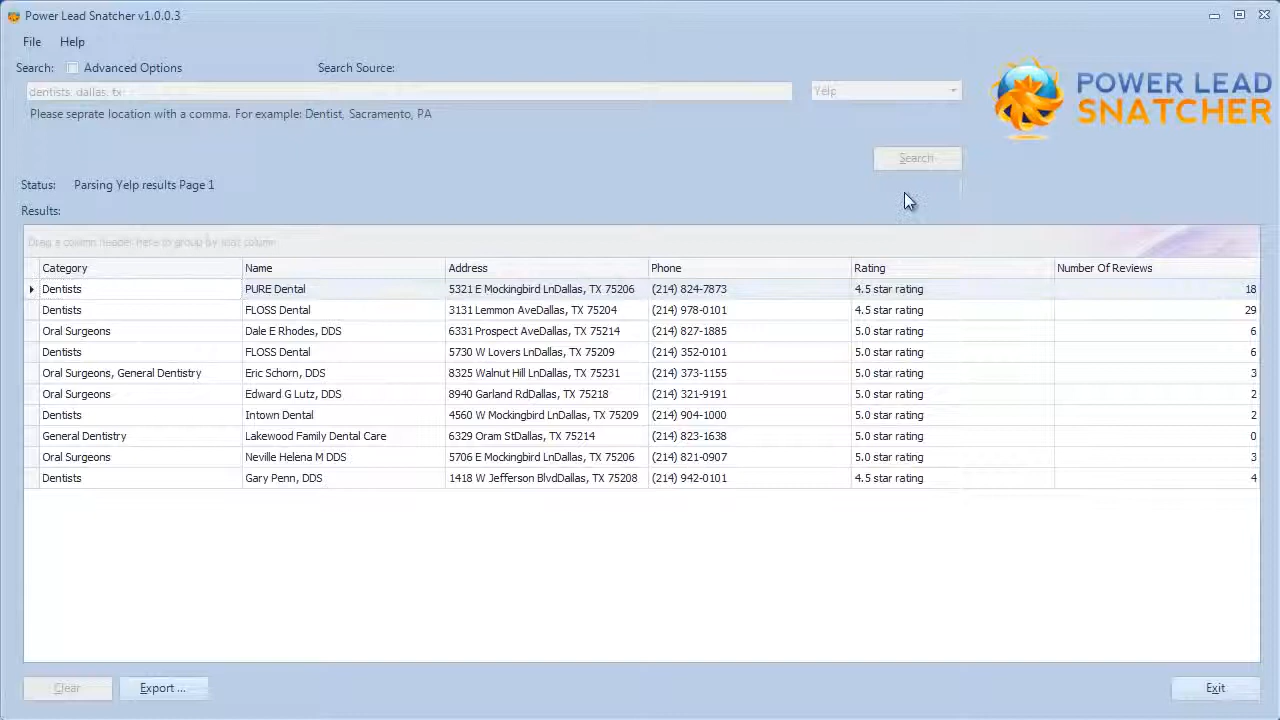 Power Lead Snatcher v1.0.0.3
File Help
Search: Advanced Options Search Source:
dentists, dallas, tx Yelp
Please seprate location with a comma. For example: Dentist, Sacramento, PA
POWER LEAD
SNATCHER
Search
Status: Parsing Yelp results Page 1
Results:
Drag a column header here to group by that column
Category Name Address Phone Rating Number Of Reviews
Dentists PURE Dental 5321 E Mockingbird LnDallas, TX 75206 (214) 824-7873 4.5 star rating 18
Dentists FLOSS Dental 3131 Lemmon AveDallas, TX 75204 (214) 978-0101 4.5 star rating 29
Oral Surgeons Dale E Rhodes, DDS 6331 Prospect AveDallas, TX 75214 (214) 827-1885 5.0 star rating 6
Dentists FLOSS Dental 5730 W Lovers LnDallas, TX 75209 (214) 352-0101 5.0 star rating 6
Oral Surgeons, General Dentistry Eric Schorn, DDS 8325 Walnut Hill LnDallas, TX 75231 (214) 373-1155 5.0 star rating 3
Oral Surgeons Edward G Lutz, DDS 8940 Garland RdDallas, TX 75218 (214) 321-9191 5.0 star rating 2
Dentists Intown Dental 4560 W Mockingbird LnDallas, TX 75209 (214) 904-1000 5.0 star rating 2
General Dentistry Lakewood Family Dental Care 6329 Oram StDallas, TX 75214 (214) 823-1638 5.0 star rating 0
Oral Surgeons Neville Helena M DDS 5706 E Mockingbird LnDallas, TX 75206 (214) 821-0907 5.0 star rating 3
Dentists Gary Penn, DDS 1418 W Jefferson BlvdDallas, TX 75208 (214) 942-0101 4.5 star rating 4
Clear Export ... Exit